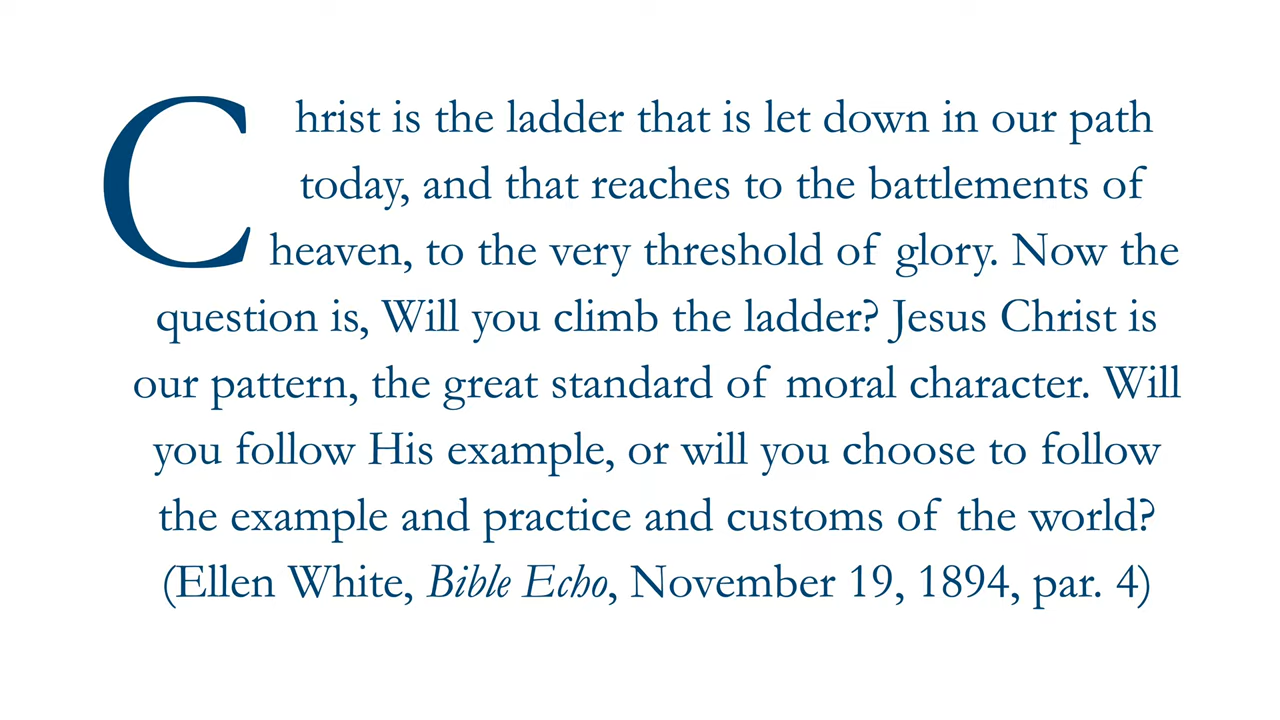 Christ is the ladder that is let down in our path
today, and that reaches to the battlements of
heaven, to the very threshold of glory. Now the
question is, Will you climb the ladder? Jesus Christ is
our pattern, the great standard of moral character. Will
you follow His example, or will you choose to follow
the example and practice and customs of the world?
(Ellen White, Bible Echo, November 19, 1894, par. 4)